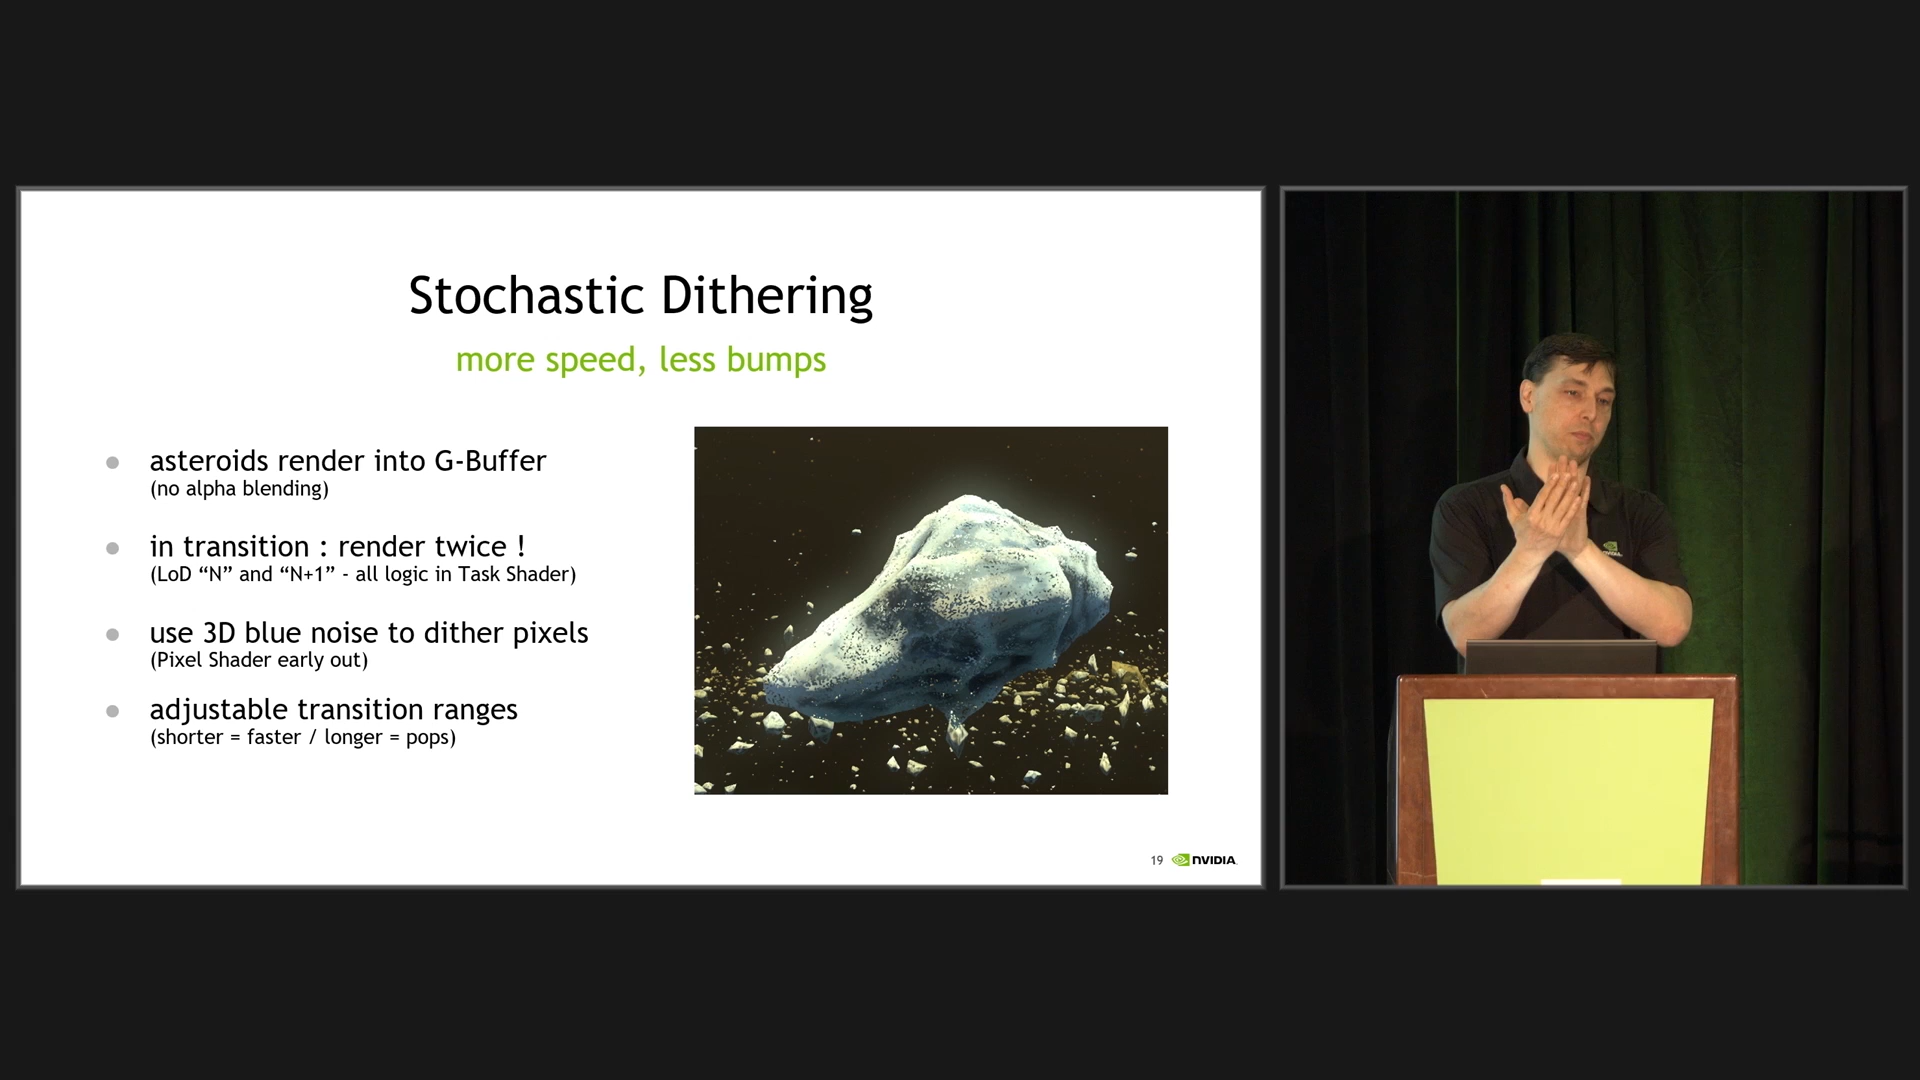 Stochastic Dithering
more speed, less bumps
asteroids render into G-Buffer
(no alpha blending)
in transition : render twice !
(LoD “N” and “N+1” - all logic in Task Shader)
use 3D blue noise to dither pixels
(Pixel Shader early out)
adjustable transition ranges
(shorter = faster / longer = pops)
19 NVIDIA
NVIDIA